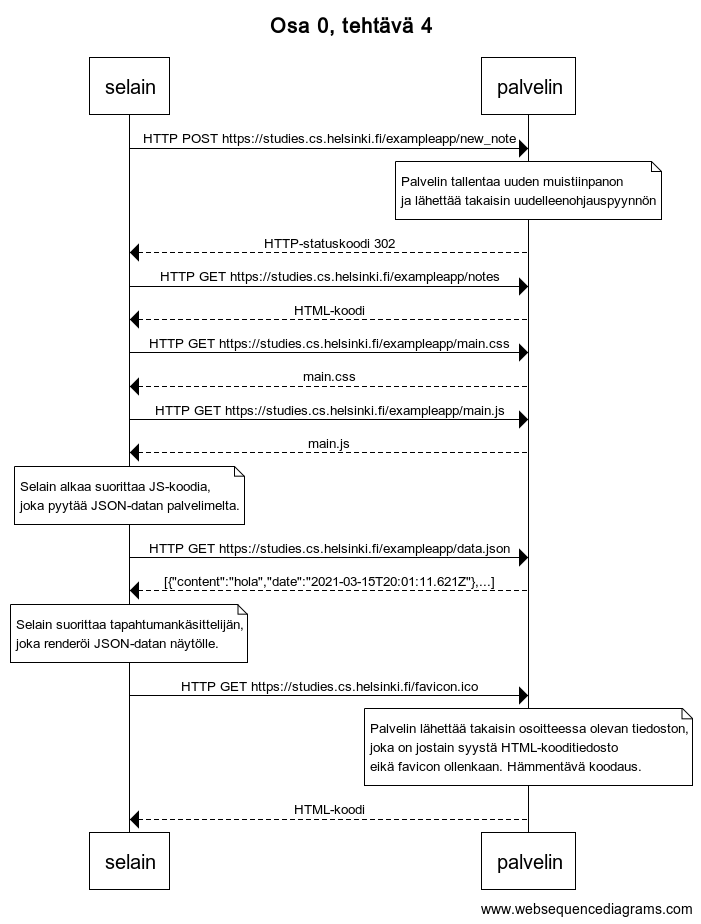 Osa 0, tehtävä 4
selain
palvelin
HTTP POST https://studies.cs.helsinki.fi/exampleapp/new_note
Palvelin tallentaa uuden muistiinpanon
ja lähettää takaisin uudelleenohjauspyynnön
HTTP-statuskoodi 302
HTTP GET https://studies.cs.helsinki.fi/exampleapp/notes
HTML-koodi
HTTP GET https://studies.cs.helsinki.fi/exampleapp/main.css
main.css
HTTP GET https://studies.cs.helsinki.fi/exampleapp/main.js
main.js
Selain alkaa suorittaa JS-koodia,
joka pyytää JSON-datan palvelimelta.
HTTP GET https://studies.cs.helsinki.fi/exampleapp/data.json
[{"content":"hola","date":"2021-03-15T20:01:11.621Z"},...]
Selain suorittaa tapahtumankäsittelijän,
joka renderöi JSON-datan näytölle.
HTTP GET https://studies.cs.helsinki.fi/favicon.ico
Palvelin lähettää takaisin osoitteessa olevan tiedoston,
joka on jostain syystä HTML-kooditiedosto
eikä favicon ollenkaan. Hämmentävä koodaus.
HTML-koodi
selain
palvelin
www.websequencediagrams.com